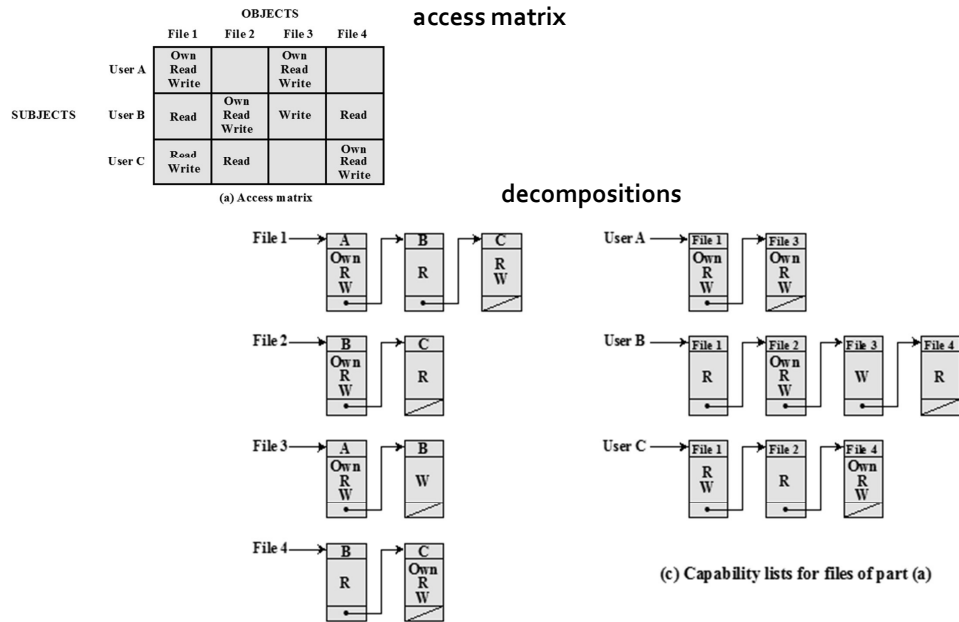 access matrix
OBJECTS
File 1 File 2 File 3 File 4
SUBJECTS
User A
Own
Read
Write
Own
Read
Write
User B
Read
Own
Read
Write
Write
Read
User C
Read
Write
Read
Own
Read
Write
(a) Access matrix
decompositions
File 1
A
Own
R
W
B
R
C
R
W
File 2
B
Own
R
W
C
R
File 3
A
Own
R
W
B
W
File 4
B
R
C
Own
R
W
User A
File 1
Own
R
W
File 3
Own
R
W
User B
File 1
R
File 2
Own
R
W
File 3
W
File 4
R
User C
File 1
R
W
File 2
R
File 4
Own
R
W
(c) Capability lists for files of part (a)